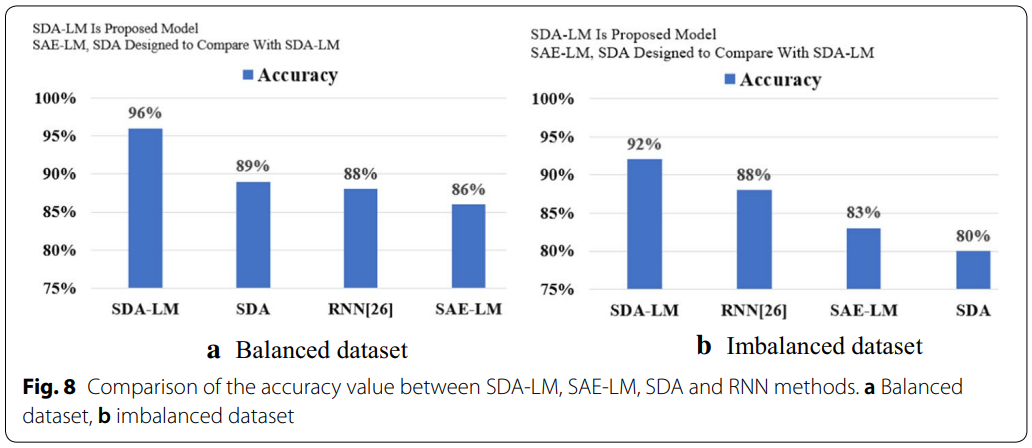 SDA-LM Is Proposed Model
SAE-LM, SDA Designed to Compare With SDA-LM
Accuracy
100%
95%
90%
85%
80%
75%
96%
89%
88%
86%
SDA-LM SDA RNN[26] SAE-LM
a Balanced dataset
SDA-LM Is Proposed Model
SAE-LM, SDA Designed to Compare With SDA-LM
Accuracy
100%
95%
90%
85%
80%
75%
92%
88%
83%
80%
SDA-LM RNN[26] SAE-LM SDA
b Imbalanced dataset
Fig. 8 Comparison of the accuracy value between SDA-LM, SAE-LM, SDA and RNN methods. a Balanced
dataset, b imbalanced dataset